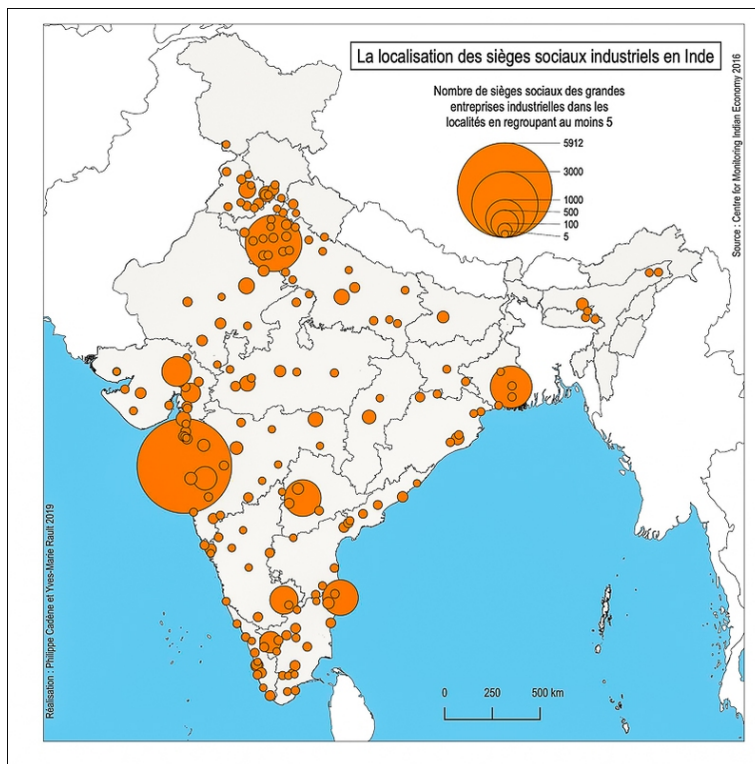 La localisation des sièges sociaux industriels en Inde
Nombre de sièges sociaux des grandes
entreprises industrielles dans les
localités en regroupant au moins 5
5912
3000
1000
500
100
5
Source : Centre for Monitoring Indian Economy 2016
Réalisation : Philippe Cadène et Yves-Marie Rault 2019
0 250 500 km